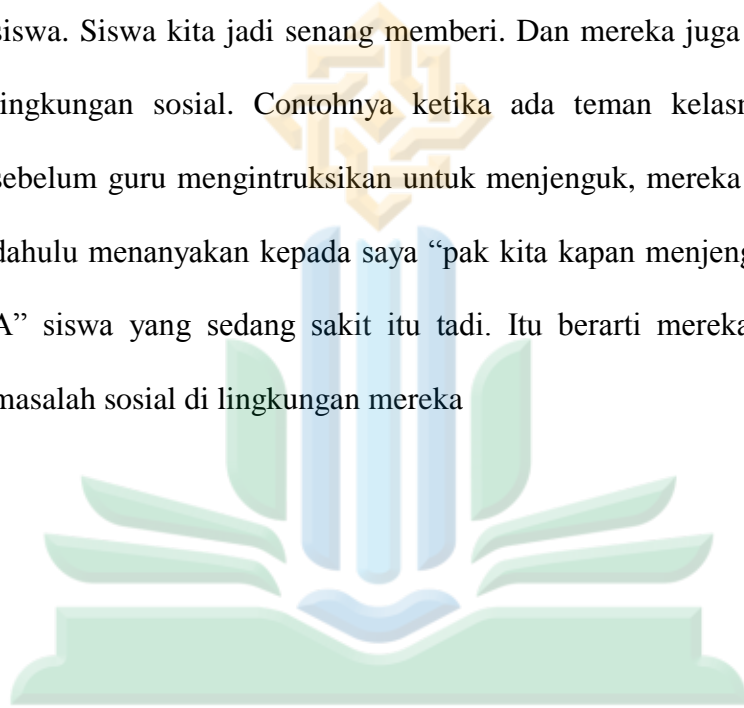 siswa. Siswa kita jadi senang memberi. Dan mereka juga
lingkungan sosial. Contohnya ketika ada teman
sebelum guru mengintruksikan untuk menjenguk, mereka
dahulu menanyakan kepada saya “pak kita kapan
A” siswa yang sedang sakit itu tadi. Itu berarti mereka
masalah sosial di lingkungan mereka